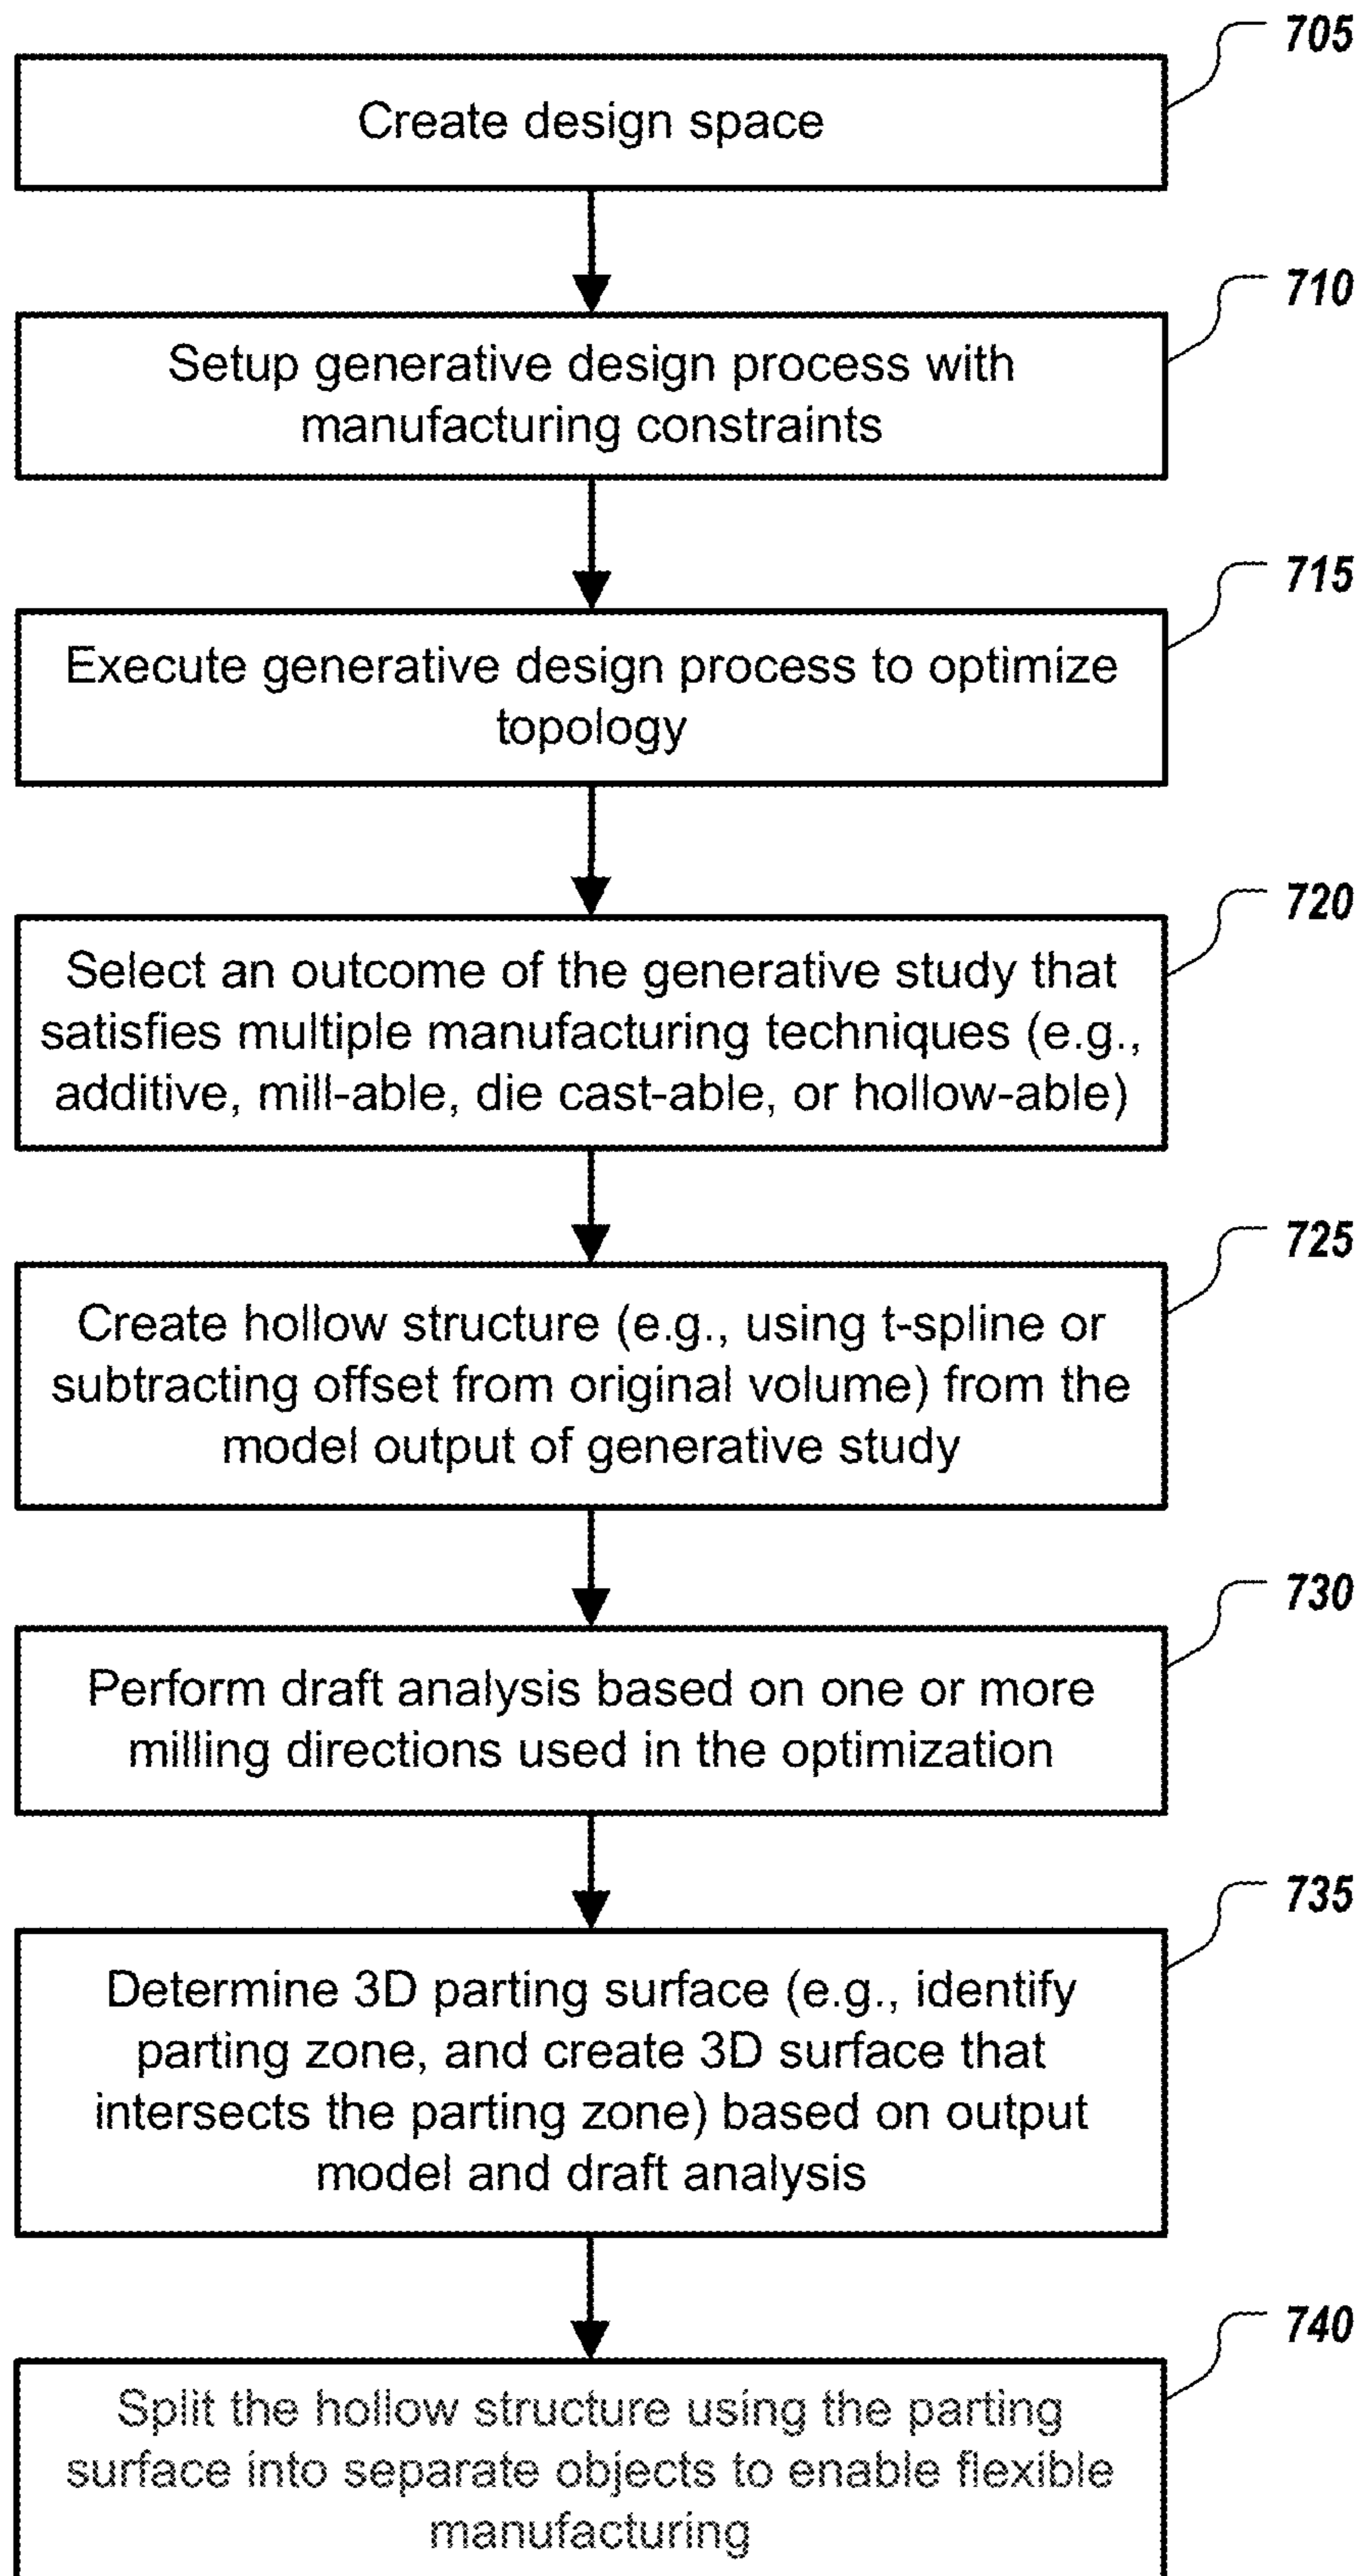 705
Create design space
710
Setup generative design process with
manufacturing constraints
715
Execute generative design process to optimize
topology
720
Select an outcome of the generative study that
satisfies multiple manufacturing techniques (e.g.,
additive, mill-able, die cast-able, or hollow-able)
725
Create hollow structure (e.g., using t-spline or
subtracting offset from original volume) from the
model output of generative study
730
Perform draft analysis based on one or more
milling directions used in the optimization
735
Determine 3D parting surface (e.g., identify
parting zone, and create 3D surface that
intersects the parting zone) based on output
model and draft analysis
740
Split the hollow structure using the parting
surface into separate objects to enable flexible
manufacturing